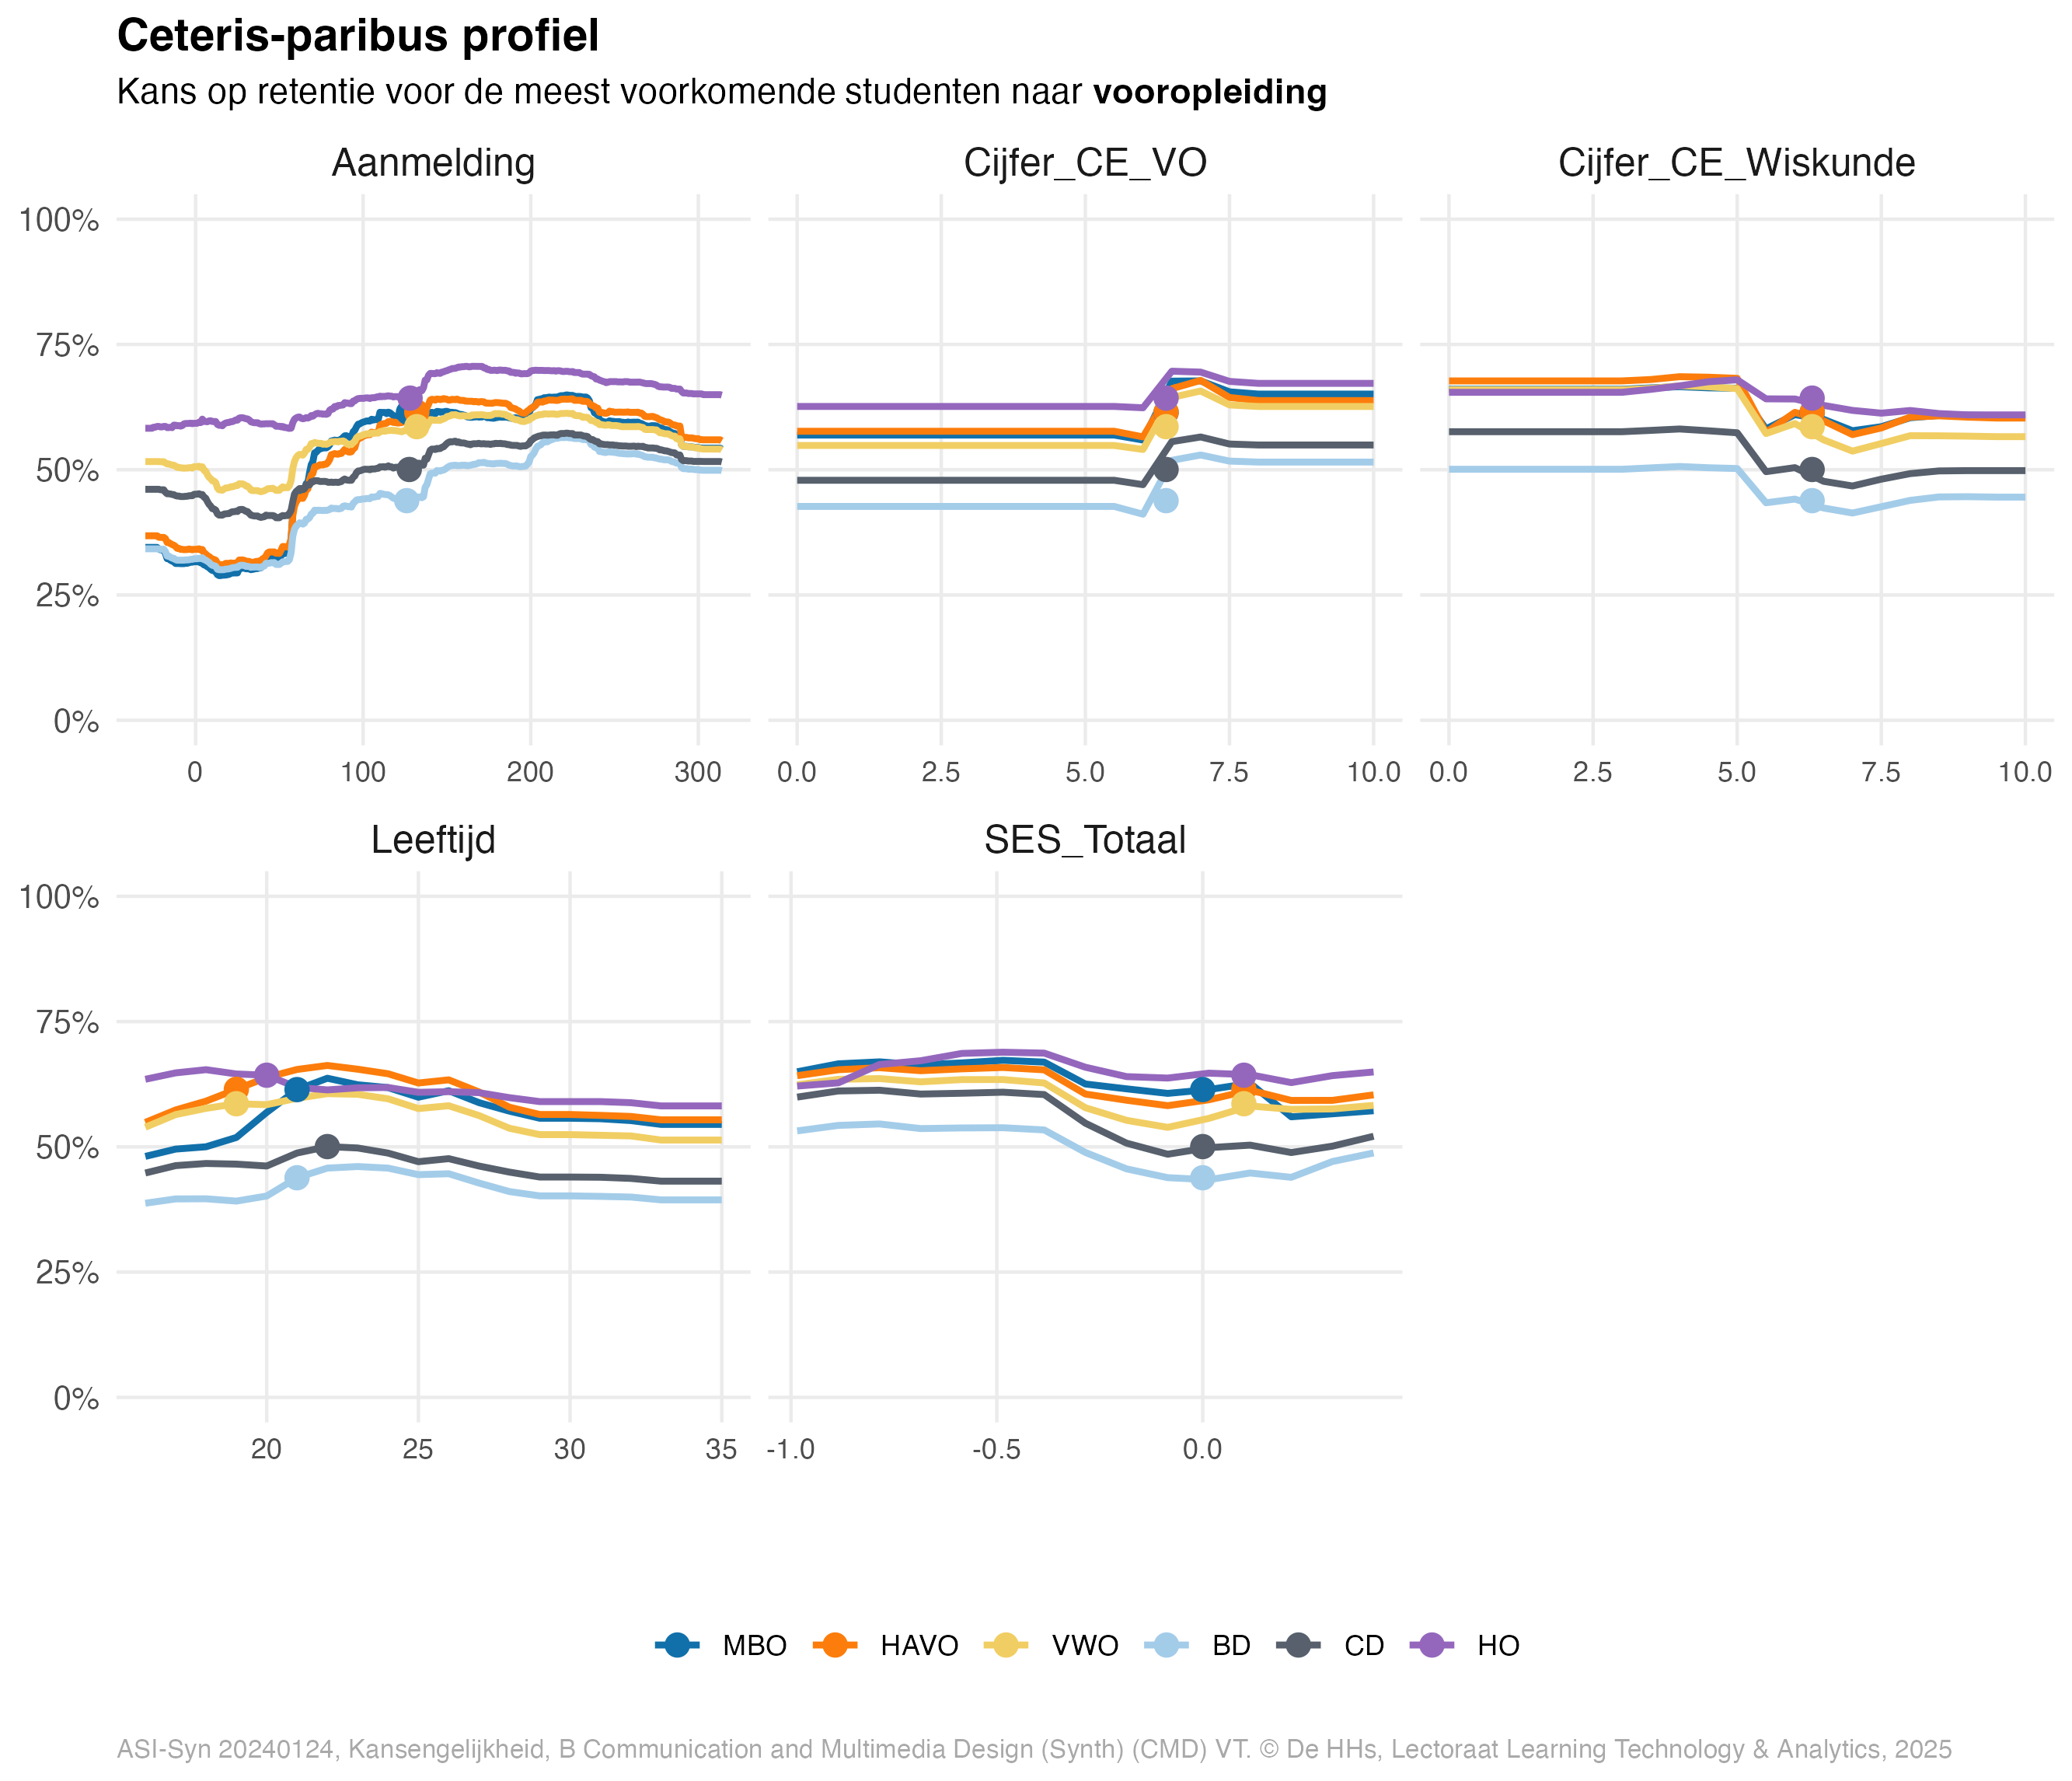 Ceteris-paribus profiel
Kans op retentie voor de meest voorkomende studenten naar vooropleiding
Aanmelding
Cijfer_CE_VO
Cijfer_CE_Wiskunde
100%
75%
50%
25%
0%
0 100 200 300
0.0 2.5 5.0 7.5 10.0
0.0 2.5 5.0 7.5 10.0
Leeftijd
SES_Totaal
100%
75%
50%
25%
0%
20 25 30 35
-1.0 -0.5 0.0
MBO HAVO VWO BD CD HO
ASI-Syn 20240124, Kansengelijkheid, B Communication and Multimedia Design (Synth) (CMD) VT. © De HHs, Lectoraat Learning Technology & Analytics, 2025